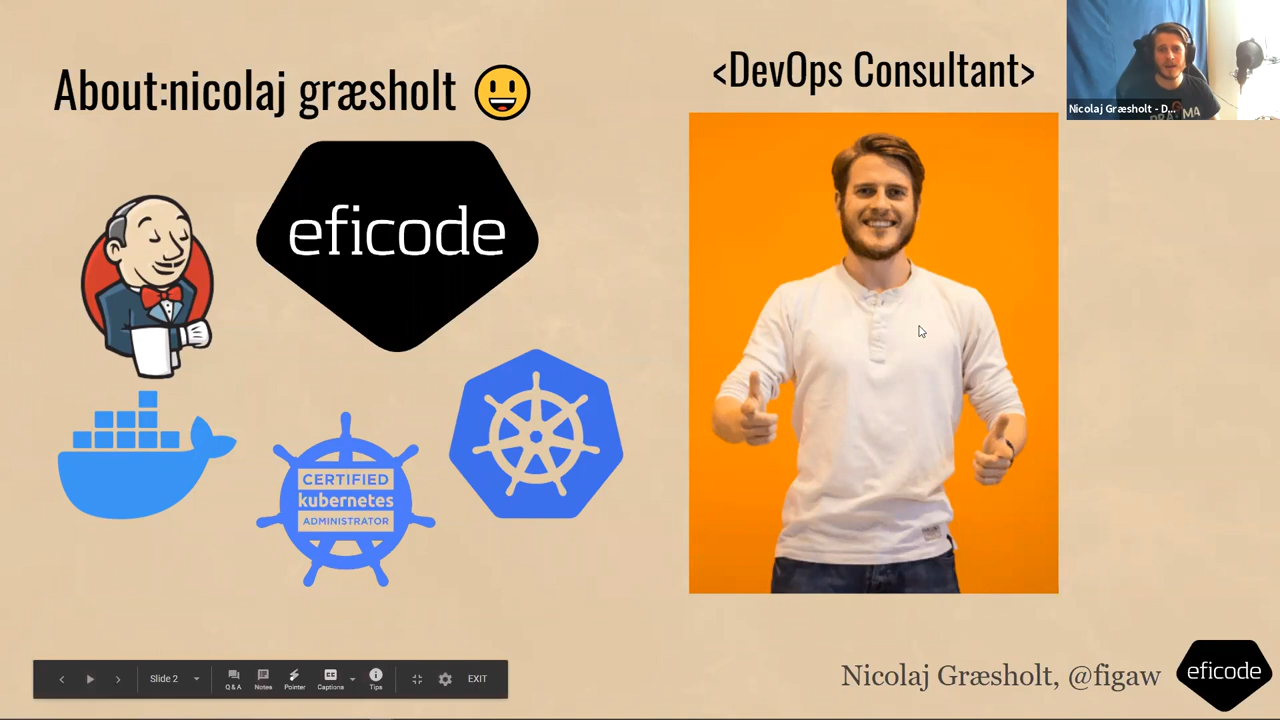 About:nicolaj græsholt 😃
<DevOps Consultant>
Nicolaj Græsholt - D...
eficode
CERTIFIED
kubernetes
ADMINISTRATOR
Slide 2
Q & A
Notes
Pointer
Captions
Tips
EXIT
Nicolaj Græsholt, @figaw
eficode